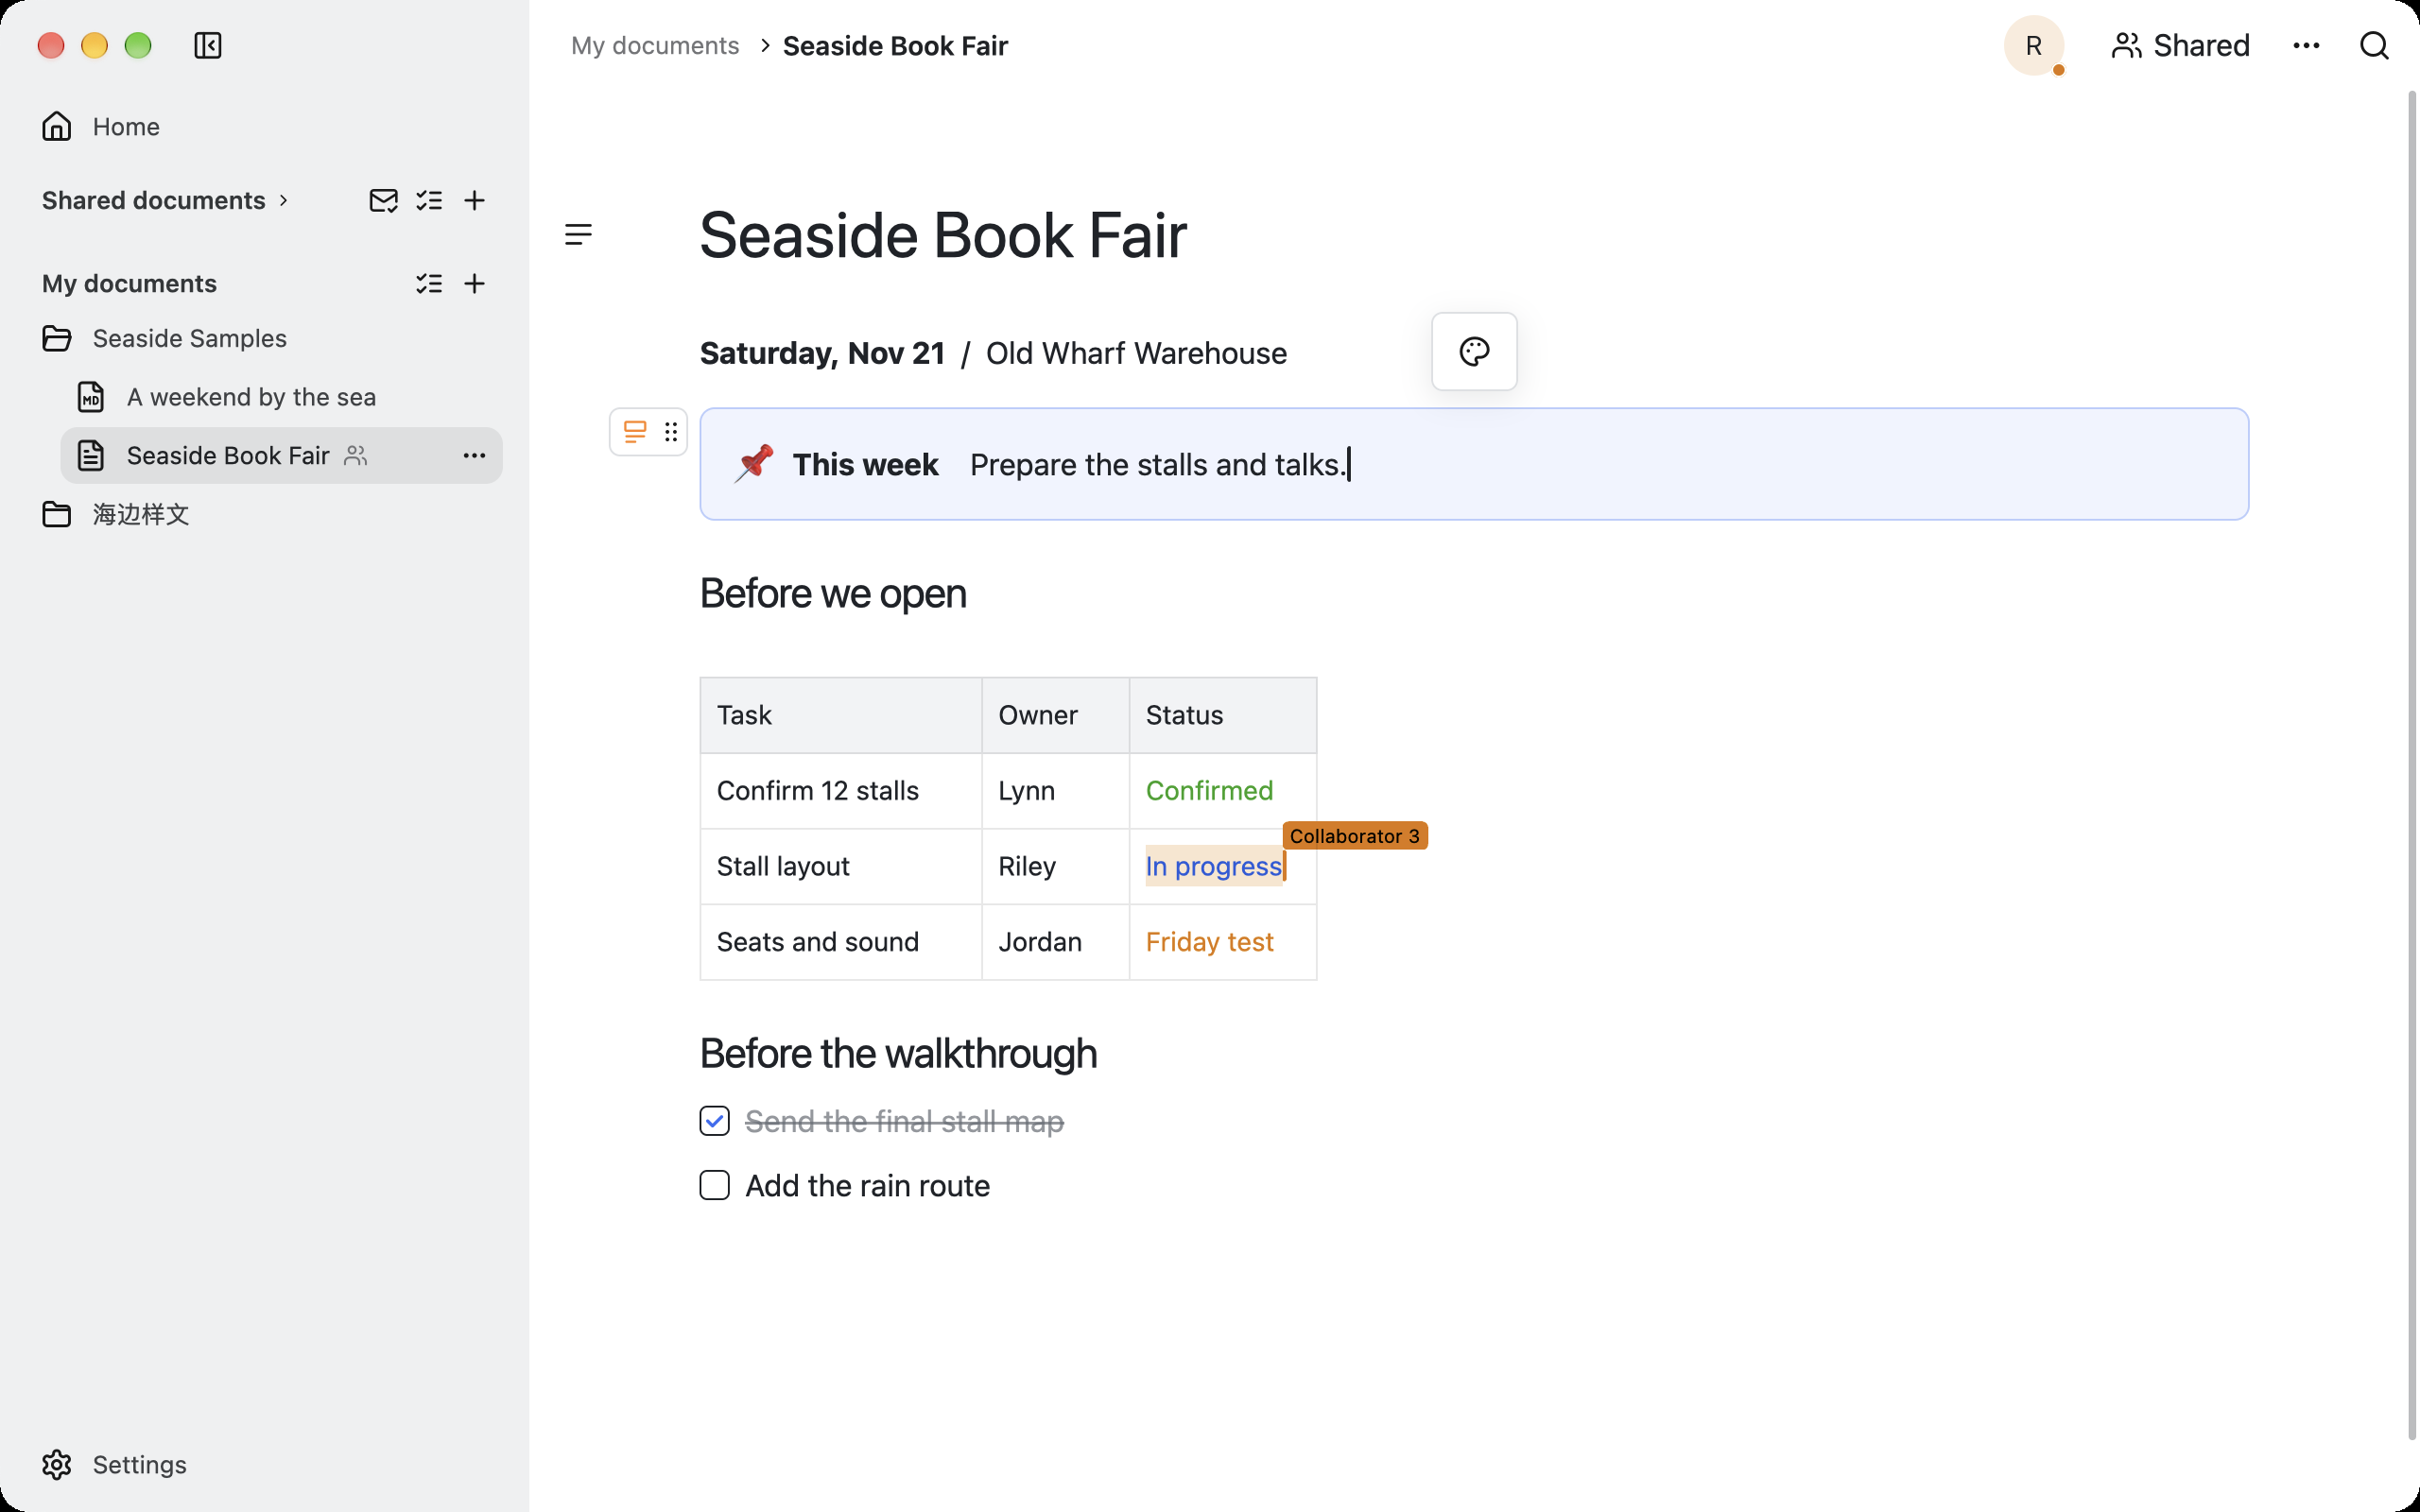 My documents > Seaside Book Fair
R
Shared
Home
Shared documents >
My documents
Seaside Samples
MD A weekend by the sea
Seaside Book Fair
海边样文
Settings
Seaside Book Fair
Saturday, Nov 21 / Old Wharf Warehouse
This week Prepare the stalls and talks.
Before we open
Task Owner Status
Confirm 12 stalls Lynn Confirmed
Collaborator 3
Stall layout Riley In progress
Seats and sound Jordan Friday test
Before the walkthrough
Send the final stall map
Add the rain route